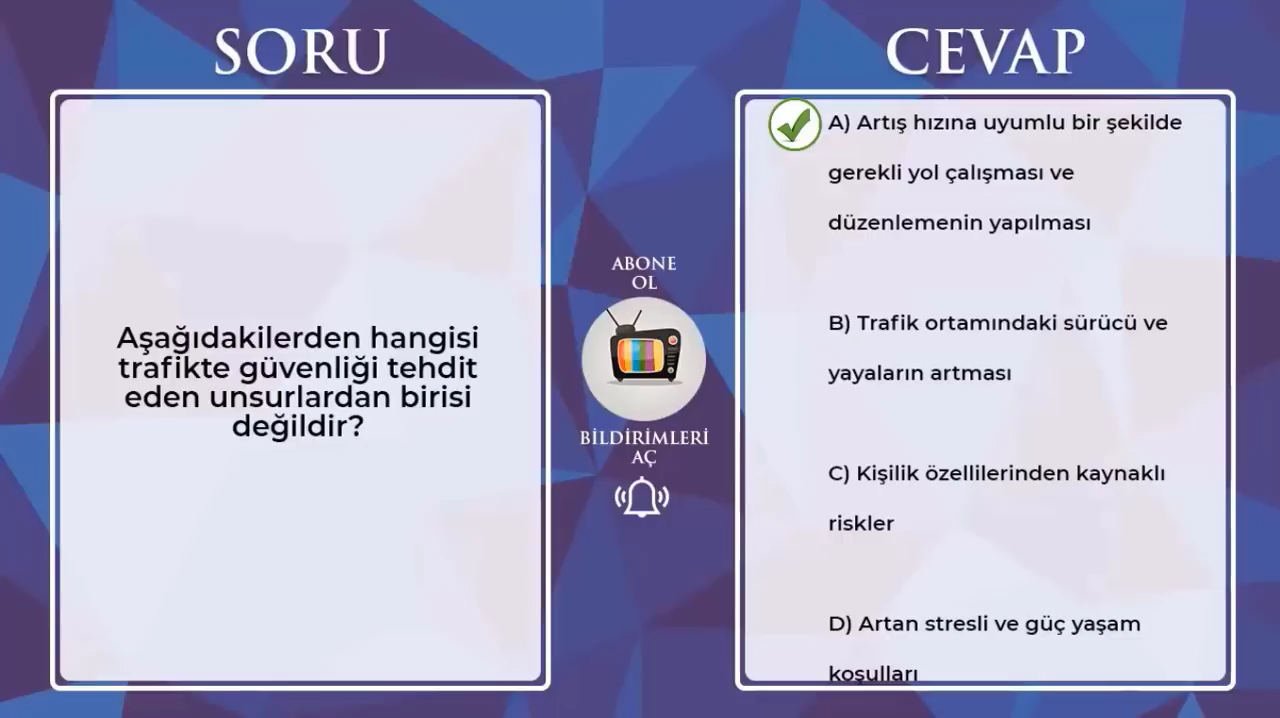 SORU
Aşağıdakilerden hangisi
trafikte güvenliği tehdit
eden unsurlardan birisi
değildir?
ABONE
OL
BİLDİRİMLERİ
AÇ
CEVAP
A) Artış hızına uyumlu bir şekilde
gerekli yol çalışması ve
düzenlemenin yapılması
B) Trafik ortamındaki sürücü ve
yayaların artması
C) Kişilik özellilerinden kaynaklı
riskler
D) Artan stresli ve güç yaşam
koşulları